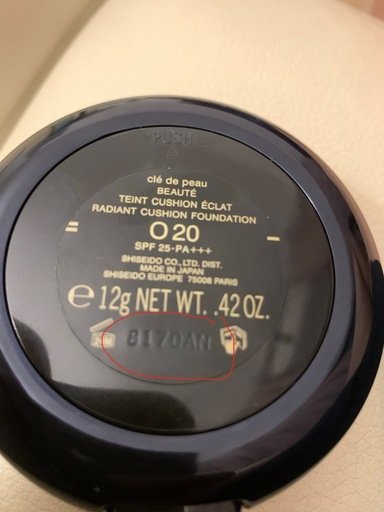 PUSH
clé de peau
BEAUTÉ
TEINT CUSHION ÉCLAT
RADIANT CUSHION FOUNDATION
O 20
SPF 25·PA+++
SHISEIDO CO., LTD. DIST.
MADE IN JAPAN
SHISEIDO EUROPE 75008 PARIS
℮ 12g NET WT. .42 OZ.
8170AN